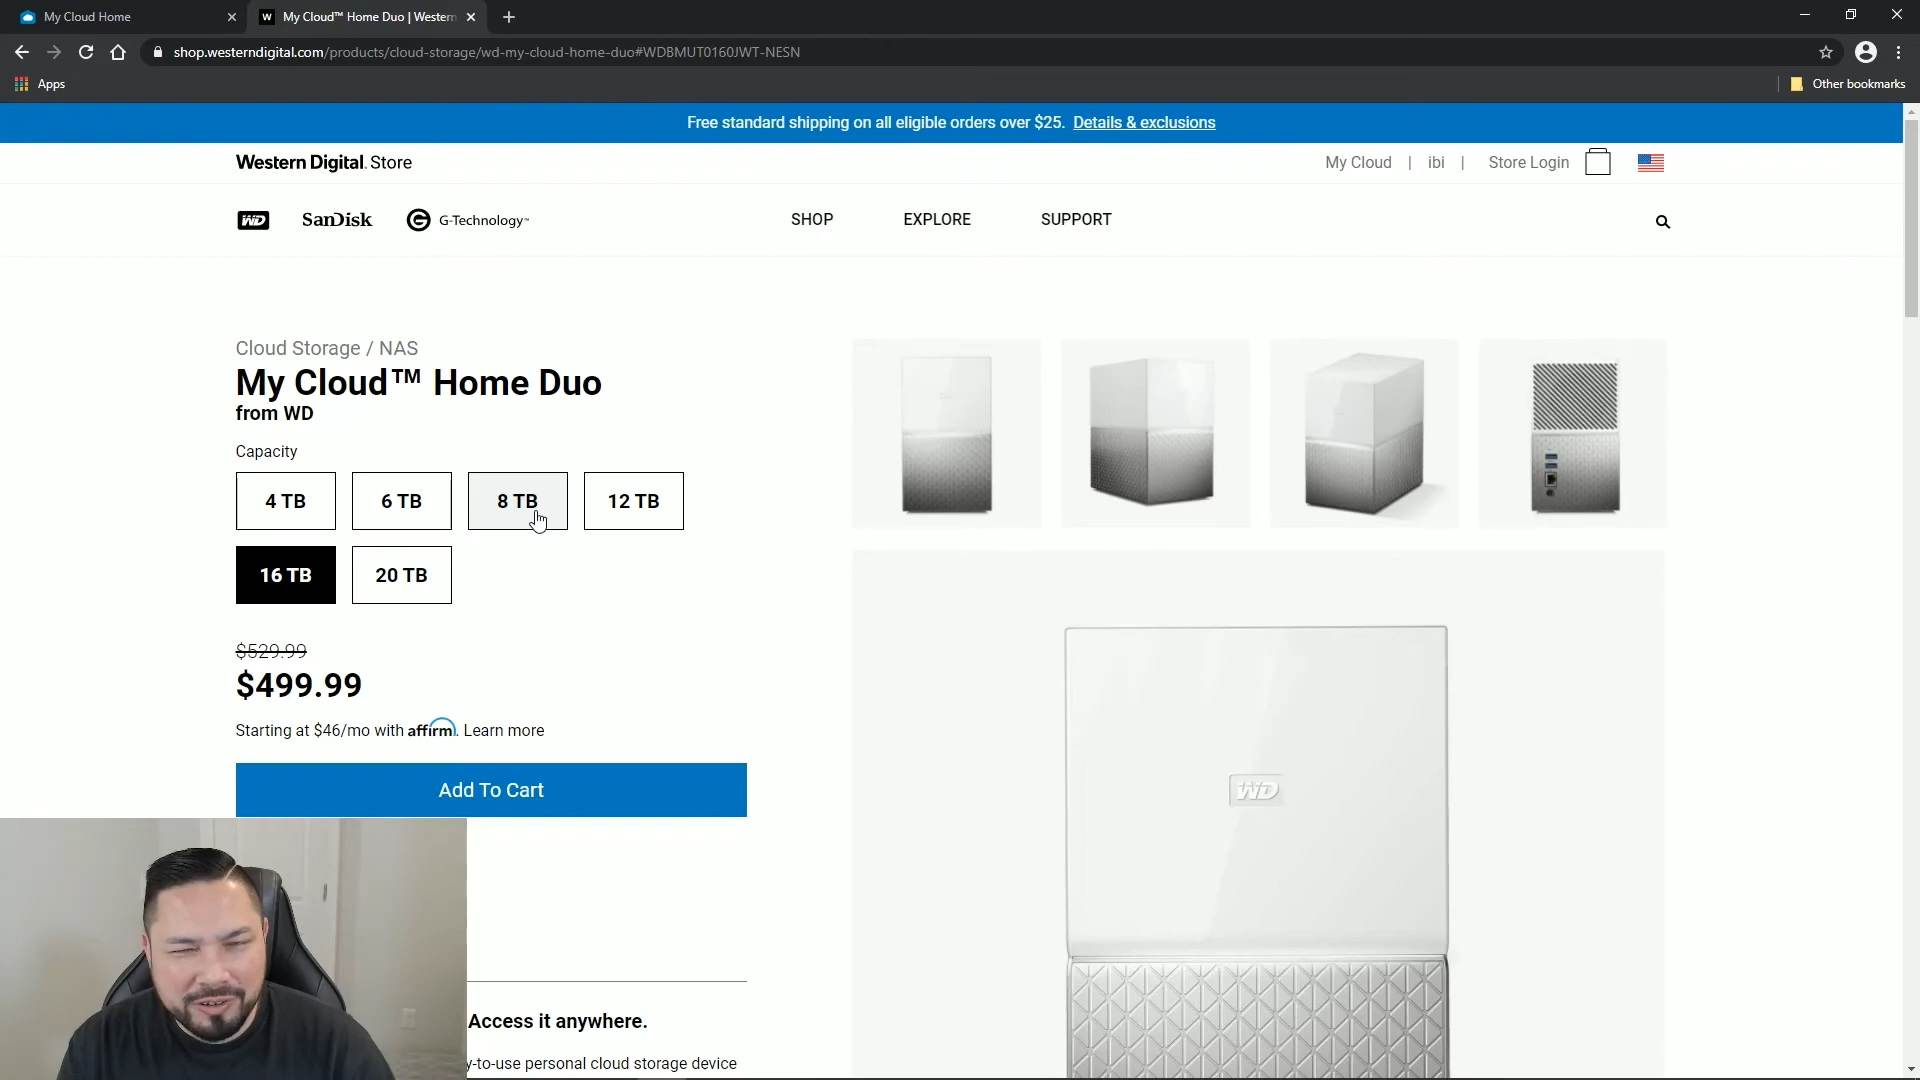 My Cloud Home
W My Cloud™ Home Duo | Western
shop.westerndigital.com/products/cloud-storage/wd-my-cloud-home-duo#WDBMUT0160JWT-NESN
Apps
Other bookmarks
Free standard shipping on all eligible orders over $25. Details & exclusions
Western Digital. Store
My Cloud | ibi | Store Login
WD
SanDisk
G G-Technology™
SHOP
EXPLORE
SUPPORT
Cloud Storage / NAS
My Cloud™ Home Duo
from WD
Capacity
4 TB
6 TB
8 TB
12 TB
16 TB
20 TB
$529.99
$499.99
Starting at $46/mo with affirm. Learn more
Add To Cart
WD
Access it anywhere.
y-to-use personal cloud storage device